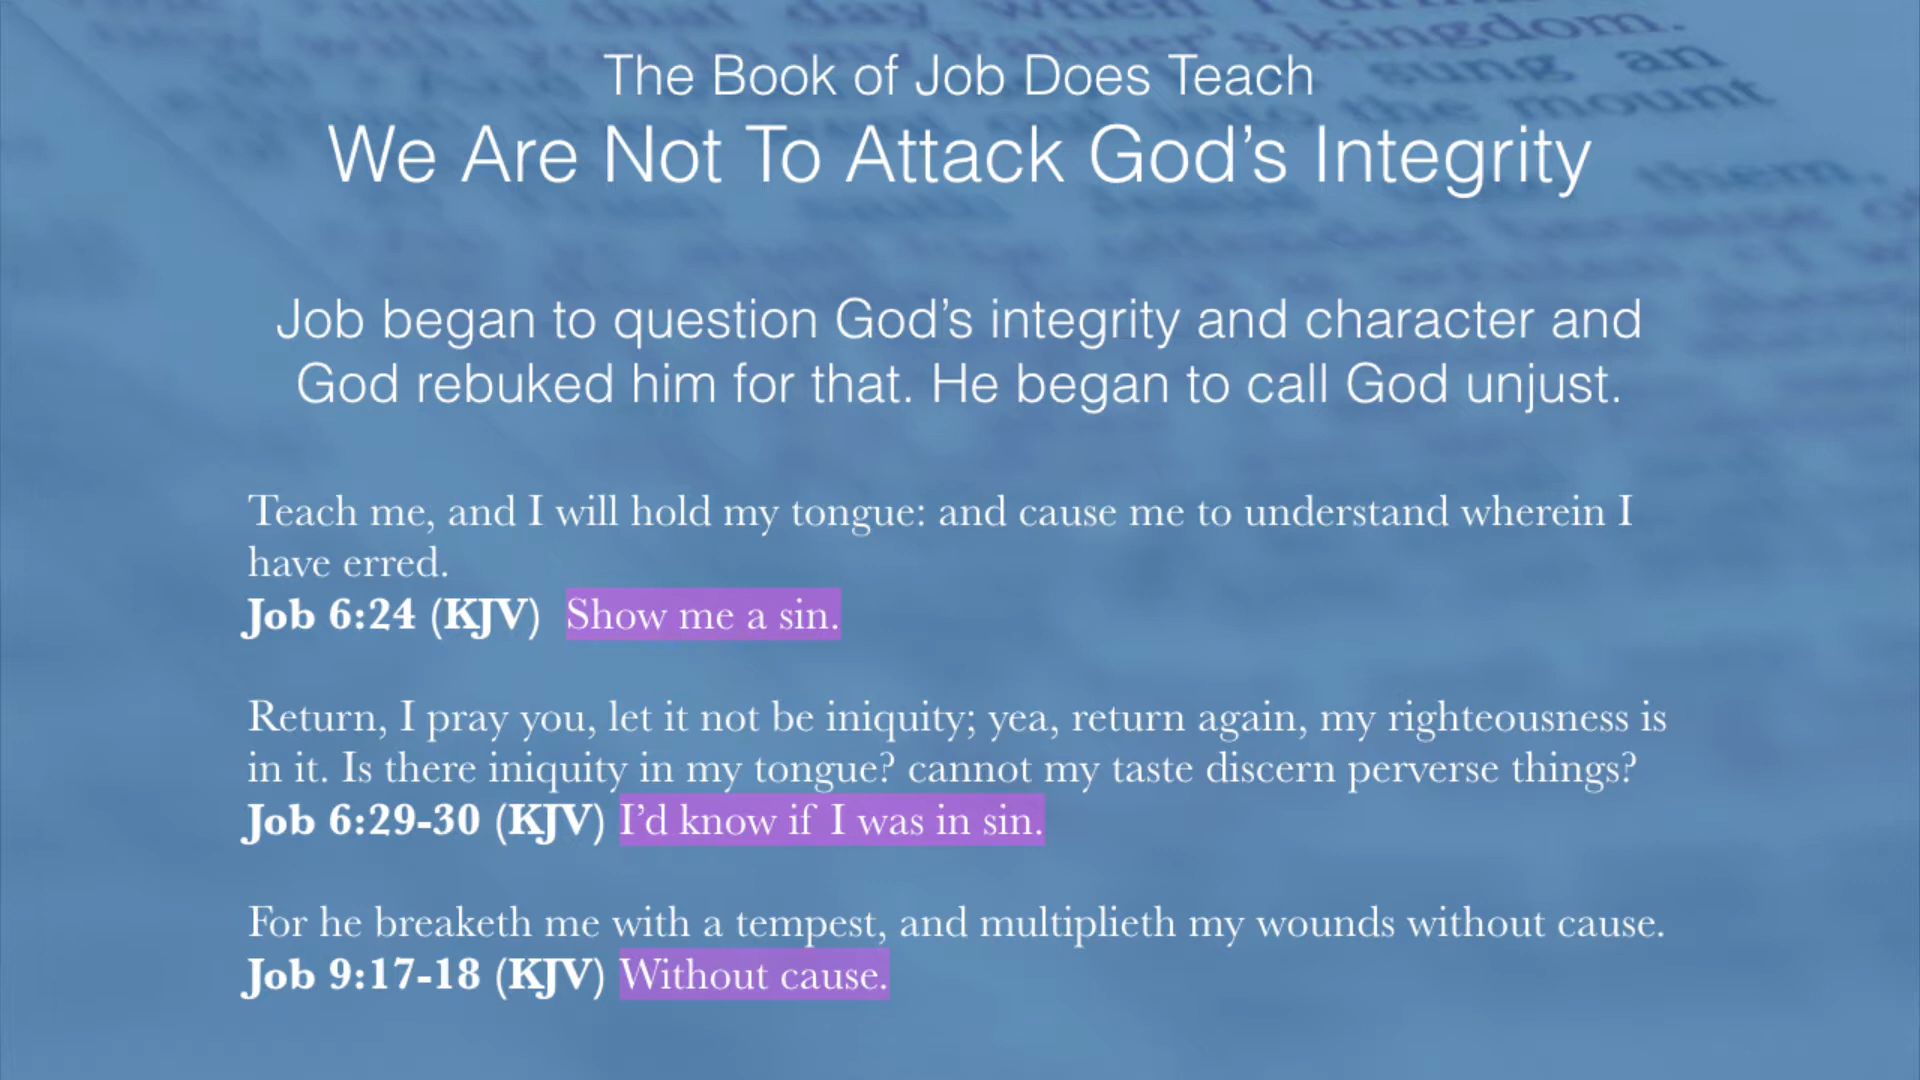 The Book of Job Does Teach
We Are Not To Attack God’s Integrity
Job began to question God’s integrity and character and
God rebuked him for that. He began to call God unjust.
Teach me, and I will hold my tongue: and cause me to understand wherein I
have erred.
Job 6:24 (KJV) Show me a sin.
Return, I pray you, let it not be iniquity; yea, return again, my righteousness is
in it. Is there iniquity in my tongue? cannot my taste discern perverse things?
Job 6:29-30 (KJV) I’d know if I was in sin.
For he breaketh me with a tempest, and multiplieth my wounds without cause.
Job 9:17-18 (KJV) Without cause.